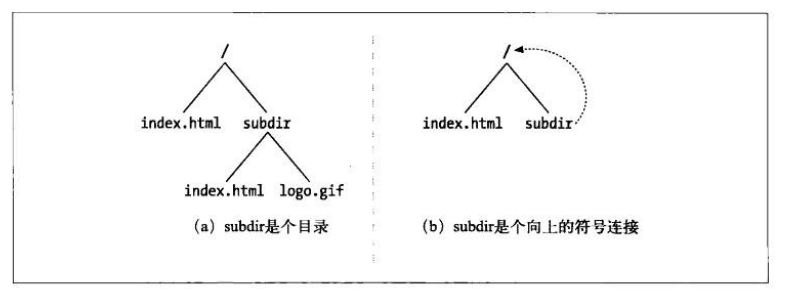 /
index.html subdir
index.html logo.gif
(a) subdir是个目录
/
index.html subdir
(b) subdir是个向上的符号连接